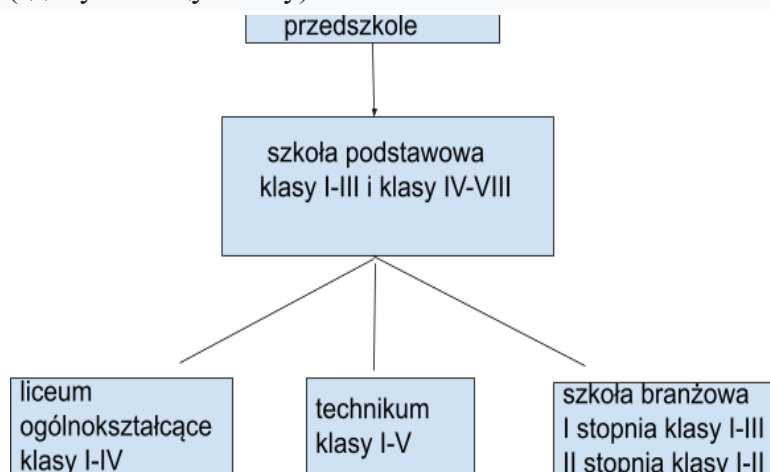 przedszkole
szkoła podstawowa
klasy I-III i klasy IV-VIII
liceum
ogólnokształcące
klasy I-IV
technikum
klasy I-V
szkoła branżowa
I stopnia klasy I-III
II stopnia klasy I-II